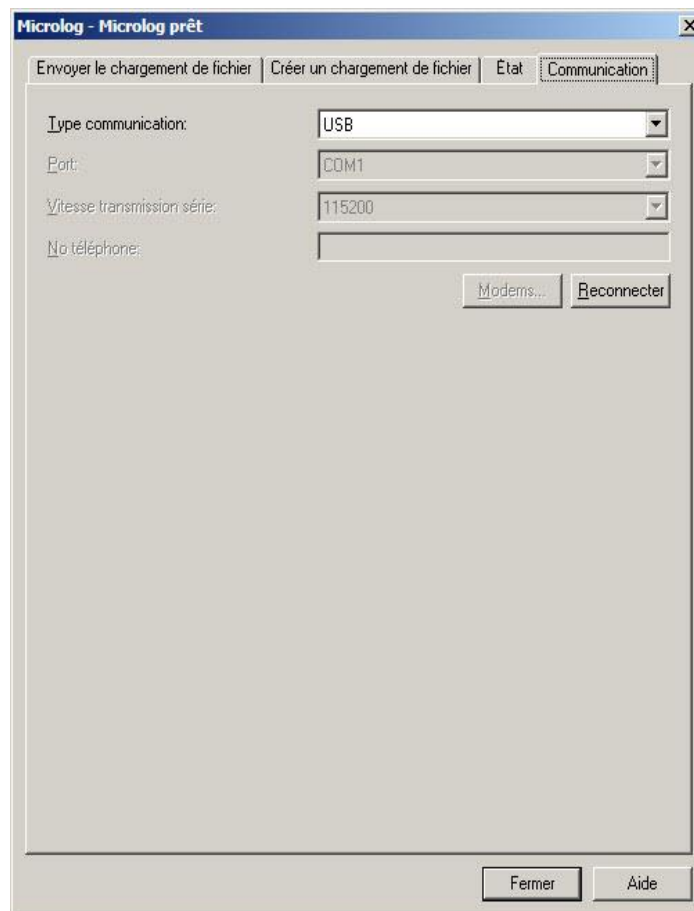 Microlog - Microlog prêt
Envoyer le chargement de fichier Créer un chargement de fichier État Communication
Type communication: USB
Port: COM1
Vitesse transmission série: 115200
No téléphone:
Modems... Reconnecter
Fermer Aide